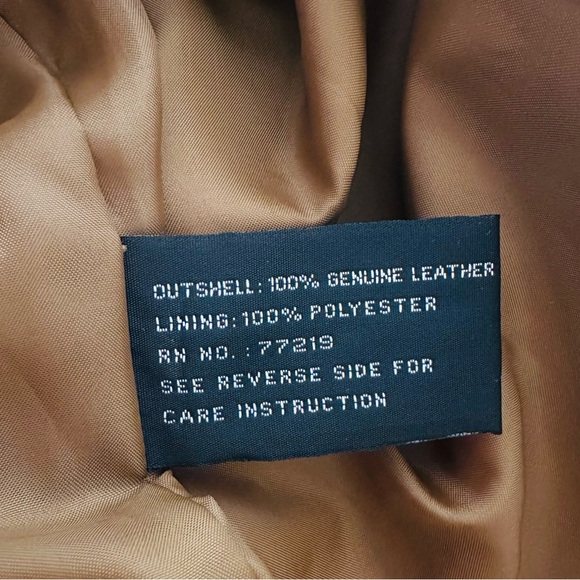 OUTSHELL: 100% GENUINE LEATHER
LINING: 100% POLYESTER
RN NO. : 77219
SEE REVERSE SIDE FOR
CARE INSTRUCTION